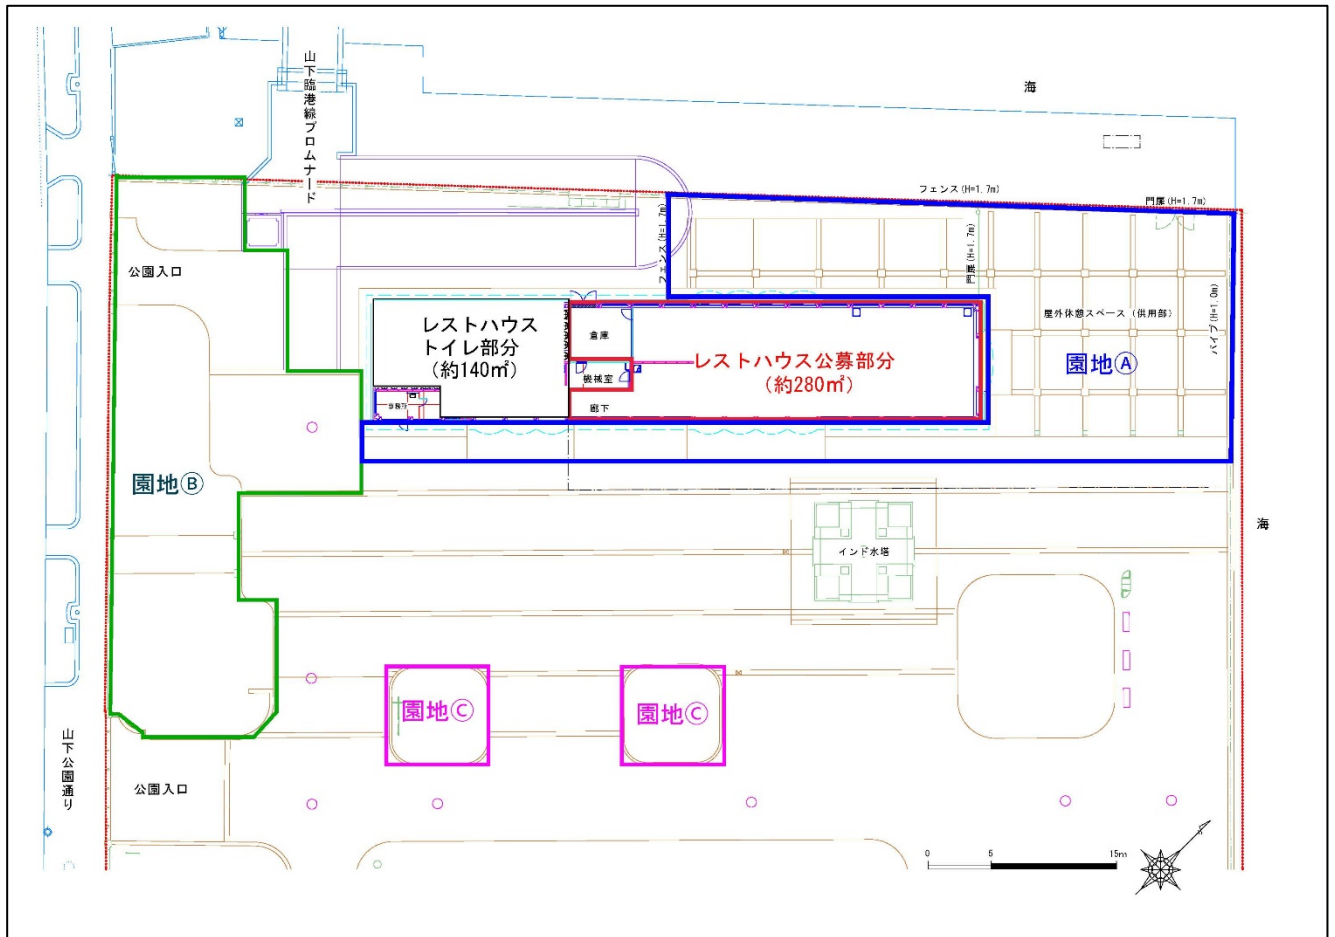 山下臨港線プロムナード
海
フェンス(H=1.7m)
門扉(H=1.7m)
フェンス(H=1.7m)
門扉(H=1.7m)
公園入口
パイプ(H=1.0m)
屋外休憩スペース（供用部）
レストハウス
トイレ部分
（約140㎡）
倉庫
レストハウス公募部分
（約280㎡）
園地Ⓐ
機械室
廊下
園地Ⓑ
海
インド水塔
園地Ⓒ
園地Ⓒ
山下公園通り
公園入口
0
5
15m